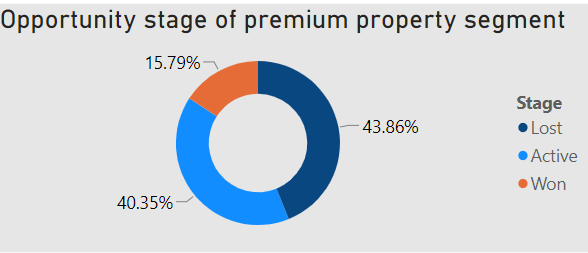 Opportunity stage of premium property segment
15.79%
43.86%
40.35%
Stage
Lost
Active
Won